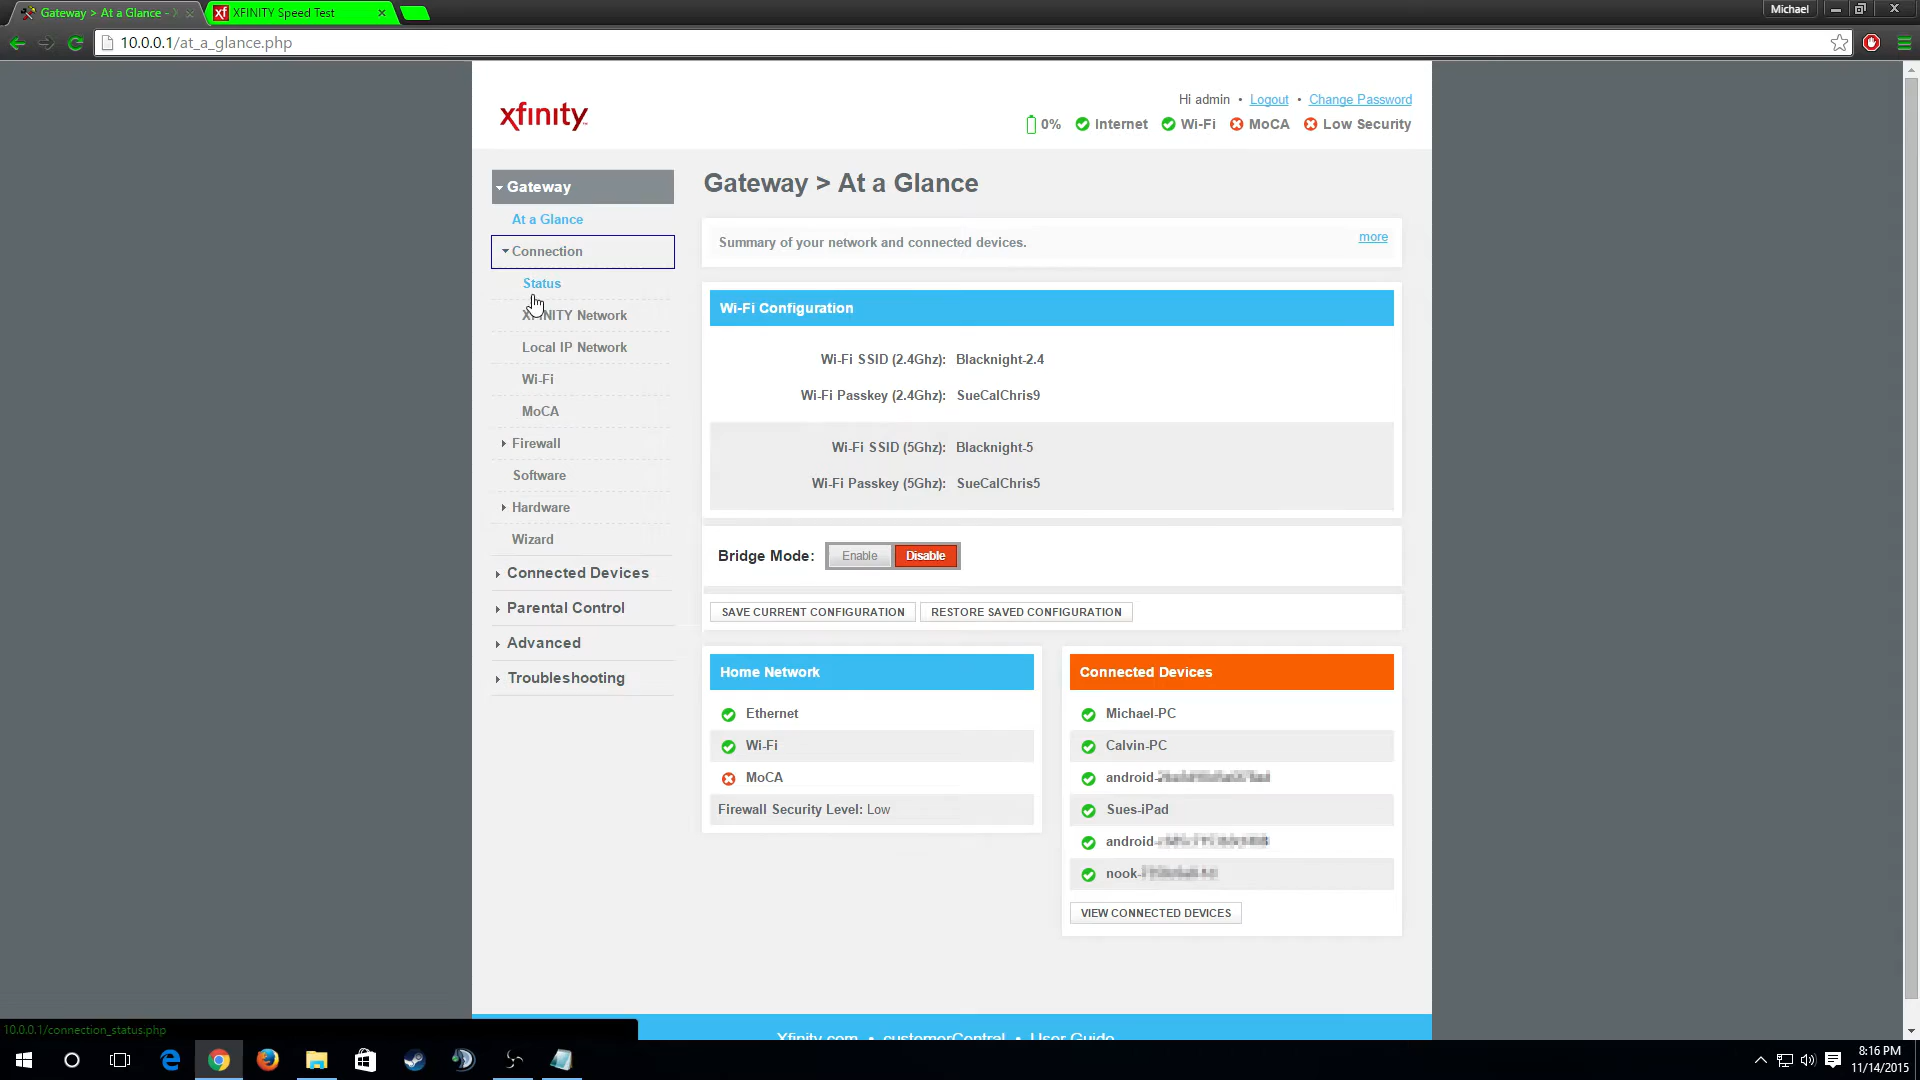 Gateway > At a Glance -
xf XFINITY Speed Test
Michael
10.0.0.1/at_a_glance.php
xfinity
Hi admin • Logout • Change Password
0% Internet Wi-Fi MoCA Low Security
Gateway
At a Glance
Connection
Status
XFINITY Network
Local IP Network
Wi-Fi
MoCA
Firewall
Software
Hardware
Wizard
Connected Devices
Parental Control
Advanced
Troubleshooting
Gateway > At a Glance
Summary of your network and connected devices.
more
Wi-Fi Configuration
Wi-Fi SSID (2.4Ghz): Blacknight-2.4
Wi-Fi Passkey (2.4Ghz): SueCalChris9
Wi-Fi SSID (5Ghz): Blacknight-5
Wi-Fi Passkey (5Ghz): SueCalChris5
Bridge Mode: Enable Disable
SAVE CURRENT CONFIGURATION RESTORE SAVED CONFIGURATION
Home Network
Ethernet
Wi-Fi
MoCA
Firewall Security Level: Low
Connected Devices
Michael-PC
Calvin-PC
android-
Sues-iPad
android-
nook-
VIEW CONNECTED DEVICES
10.0.0.1/connection_status.php
Xfinity.com • customerCentral • User Guide
8:16 PM
11/14/2015